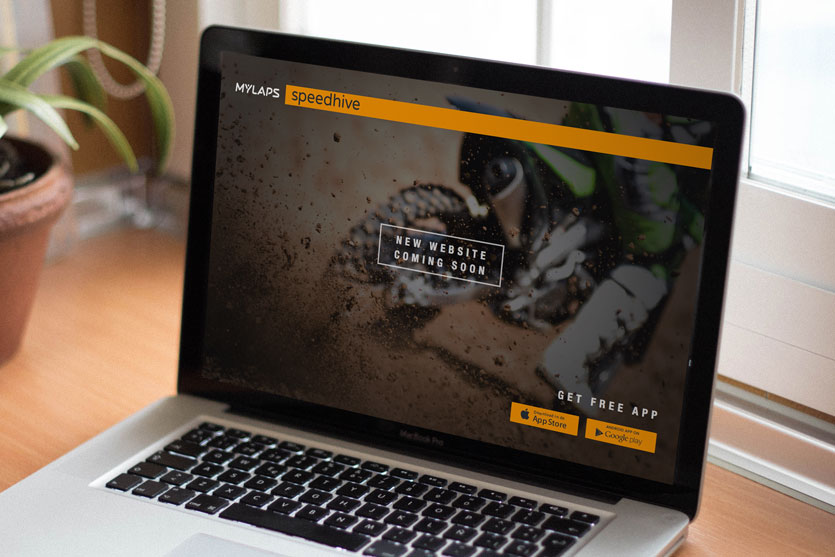 MYLAPS speedhive
NEW WEBSITE
COMING SOON
GET FREE APP
Download on the
App Store
ANDROID APP ON
Google play
MacBook Pro